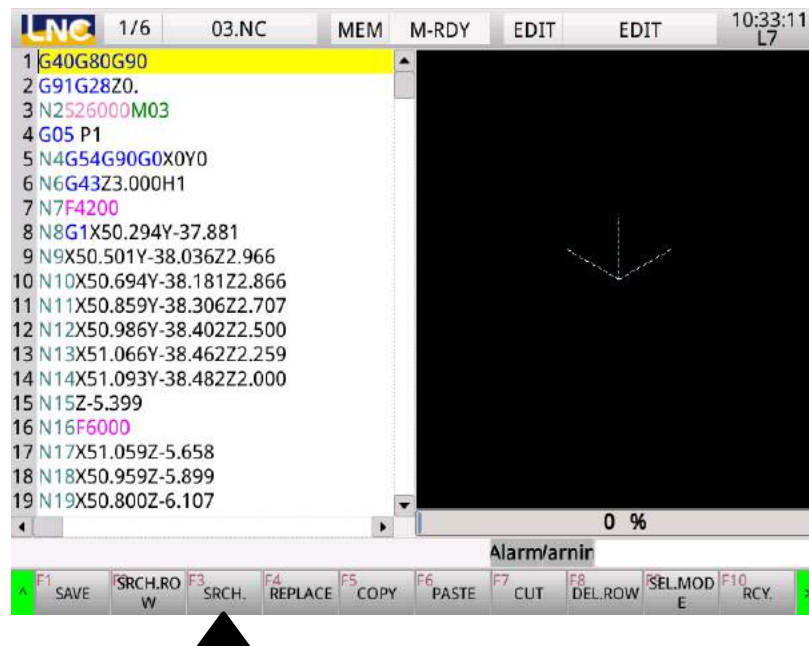 LNC 1/6 03.NC MEM M-RDY EDIT EDIT 10:33:11
L7
1 G40G80G90
2 G91G28Z0.
3 N2S26000M03
4 G05 P1
5 N4G54G90G0X0Y0
6 N6G43Z3.000H1
7 N7F4200
8 N8G1X50.294Y-37.881
9 N9X50.501Y-38.036Z2.966
10 N10X50.694Y-38.181Z2.866
11 N11X50.859Y-38.306Z2.707
12 N12X50.986Y-38.402Z2.500
13 N13X51.066Y-38.462Z2.259
14 N14X51.093Y-38.482Z2.000
15 N15Z-5.399
16 N16F6000
17 N17X51.059Z-5.658
18 N18X50.959Z-5.899
19 N19X50.800Z-6.107
0 %
Alarm/arnin
^ F1 SAVE F2 SRCH.RO F3 SRCH. F4 REPLACE F5 COPY F6 PASTE F7 CUT F8 DEL.ROW F9 SEL.MOD F10 RCY. >
W E